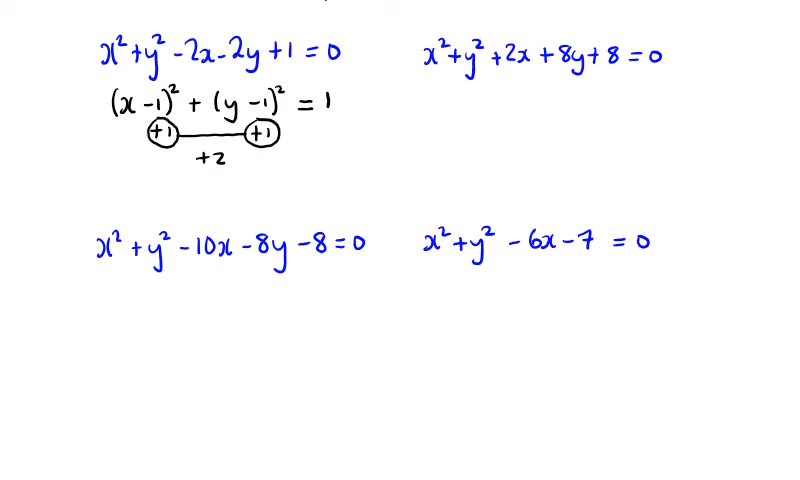 x² + y² - 2x - 2y + 1 = 0
(x - 1)² + (y - 1)² = 1
+1 +1
+2
x² + y² + 2x + 8y + 8 = 0
x² + y² - 10x - 8y - 8 = 0
x² + y² - 6x - 7 = 0